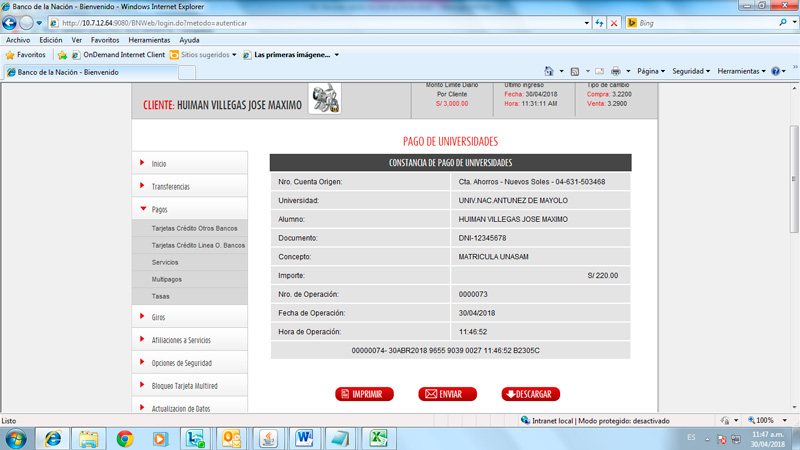 Banco de la Nación - Bienvenido - Windows Internet Explorer
http://10.7.12.64:9080/BNWeb/login.do?metodo=autenticar
Bing
Archivo Edición Ver Favoritos Herramientas Ayuda
Favoritos OnDemand Internet Client Sitios sugeridos Las primeras imágene...
Banco de la Nación - Bienvenido
Página Seguridad Herramientas
CLIENTE: HUIMAN VILLEGAS JOSE MAXIMO
Monto Limite Diario
Por Cliente
S/ 3,000.00
Ultimo ingreso
Fecha: 30/04/2018
Hora: 11:31:11 AM
Tipo de cambio
Compra: 3.2200
Venta: 3.2900
Inicio
Transferencias
Pagos
Tarjetas Crédito Otros Bancos
Tarjetas Crédito Linea O. Bancos
Servicios
Multipagos
Tasas
Giros
Afiliaciones a Servicios
Opciones de Seguridad
Bloqueo Tarjeta Multired
Actualizacion de Datos
PAGO DE UNIVERSIDADES
CONSTANCIA DE PAGO DE UNIVERSIDADES
Nro. Cuenta Origen: Cta. Ahorros - Nuevos Soles - 04-631-503468
Universidad: UNIV.NAC.ANTUNEZ DE MAYOLO
Alumno: HUIMAN VILLEGAS JOSE MAXIMO
Documento: DNI-12345678
Concepto: MATRICULA UNASAM
Importe: S/ 220.00
Nro. de Operación: 0000073
Fecha de Operación: 30/04/2018
Hora de Operación: 11:46:52
00000074- 30ABR2018 9655 9039 0027 11:46:52 B2305C
IMPRIMIR ENVIAR DESCARGAR
Listo
Intranet local | Modo protegido: desactivado
100%
ES
11:47 a.m.
30/04/2018